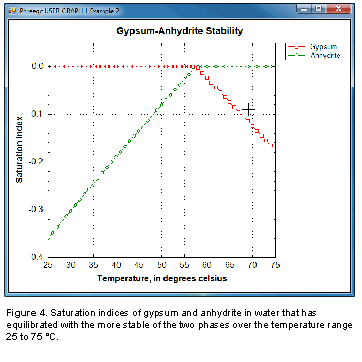 Phreeqc USER GRAPH 1 Example 2
Gypsum-Anhydrite Stability
Gypsum
Anhydrite
0.0
-0.1
-0.2
-0.3
-0.4
Saturation index
25 30 35 40 45 50 55 60 65 70 75
Temperature, in degrees celsius
Figure 4. Saturation indices of gypsum and anhydrite in water that has
equilibrated with the more stable of the two phases over the temperature range
25 to 75 °C.